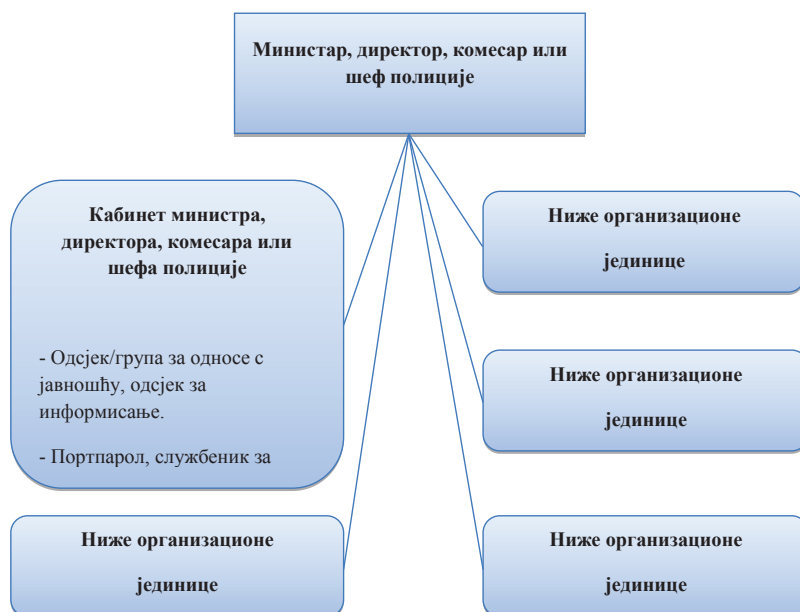 Министар, директор, комесар или
шеф полиције
Кабинет министра,
директора, комесара или
шефа полиције
- Одсјек/група за односе с
јавношћу, одсјек за
информисање.
- Портпарол, службеник за
Ниже организационе
јединице
Ниже организационе
јединице
Ниже организационе
јединице
Ниже организационе
јединице